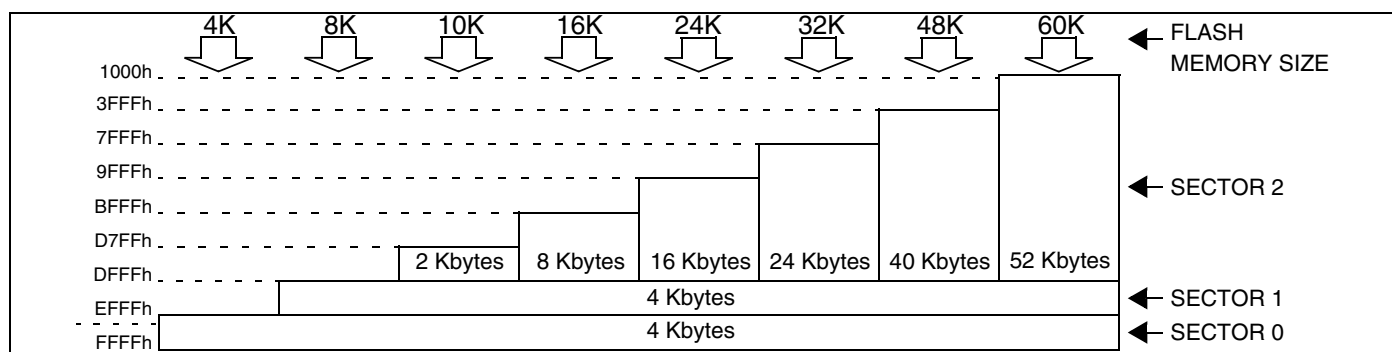 4K 8K 10K 16K 24K 32K 48K 60K FLASH
MEMORY SIZE
1000h
3FFFh
7FFFh
9FFFh
SECTOR 2
BFFFh
D7FFh
2 Kbytes 8 Kbytes 16 Kbytes 24 Kbytes 40 Kbytes 52 Kbytes
DFFFh
4 Kbytes SECTOR 1
EFFFh
4 Kbytes SECTOR 0
FFFFh